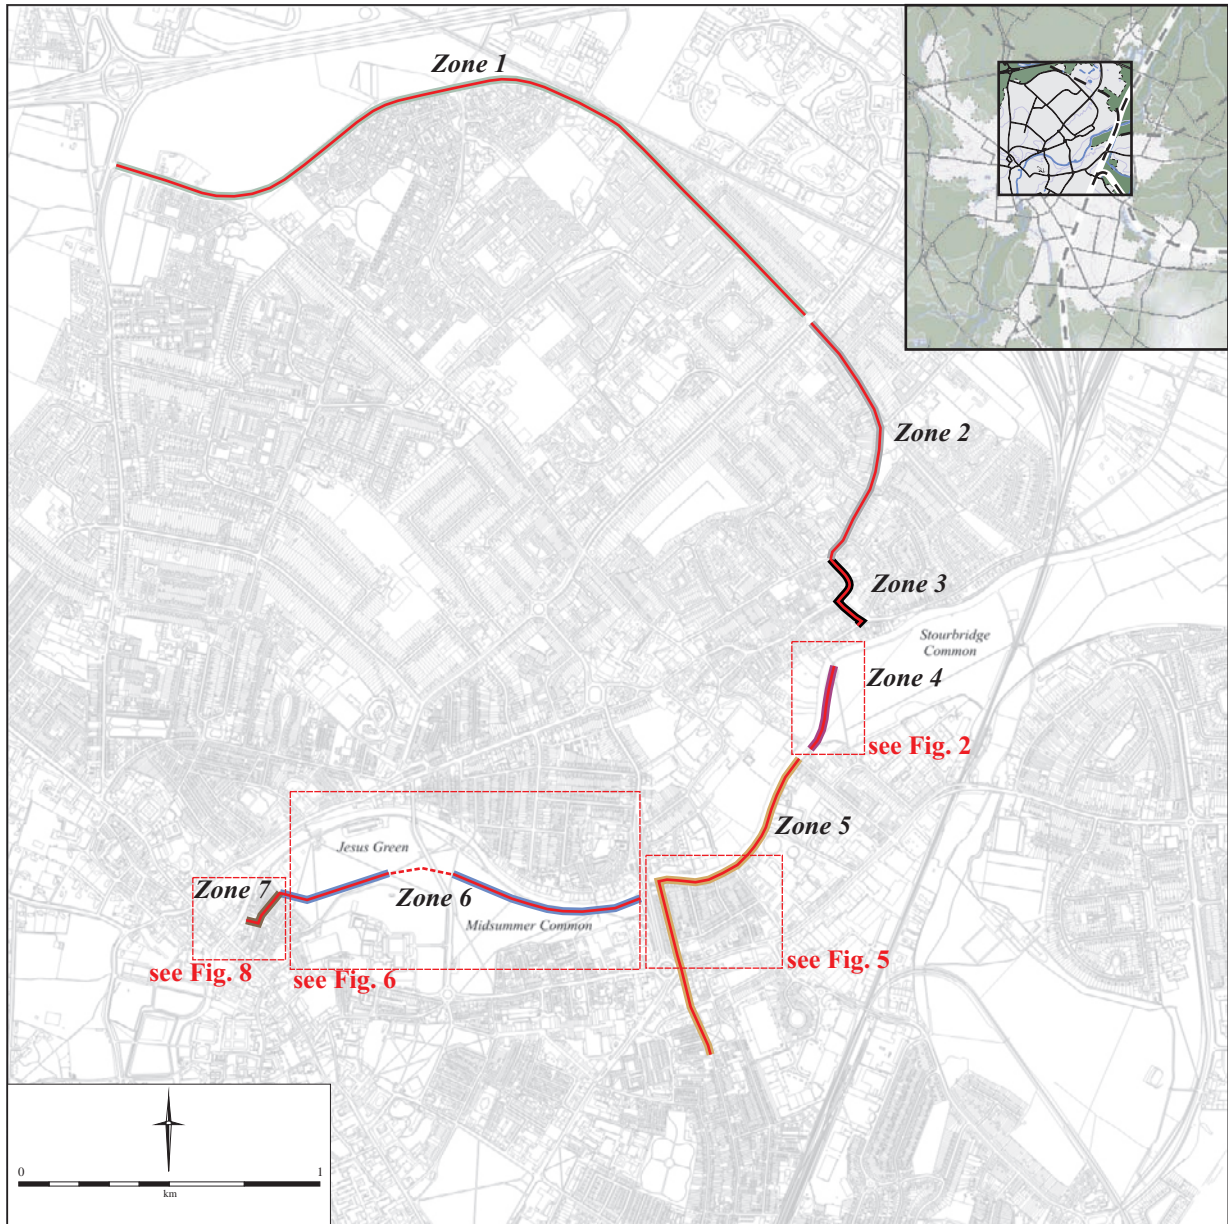 Zone 1
Zone 2
Zone 3
Stourbridge
Common
Zone 4
see Fig. 2
Zone 5
Jesus Green
Zone 7
Zone 6
Midsummer Common
see Fig. 5
see Fig. 8
see Fig. 6
0
1
km